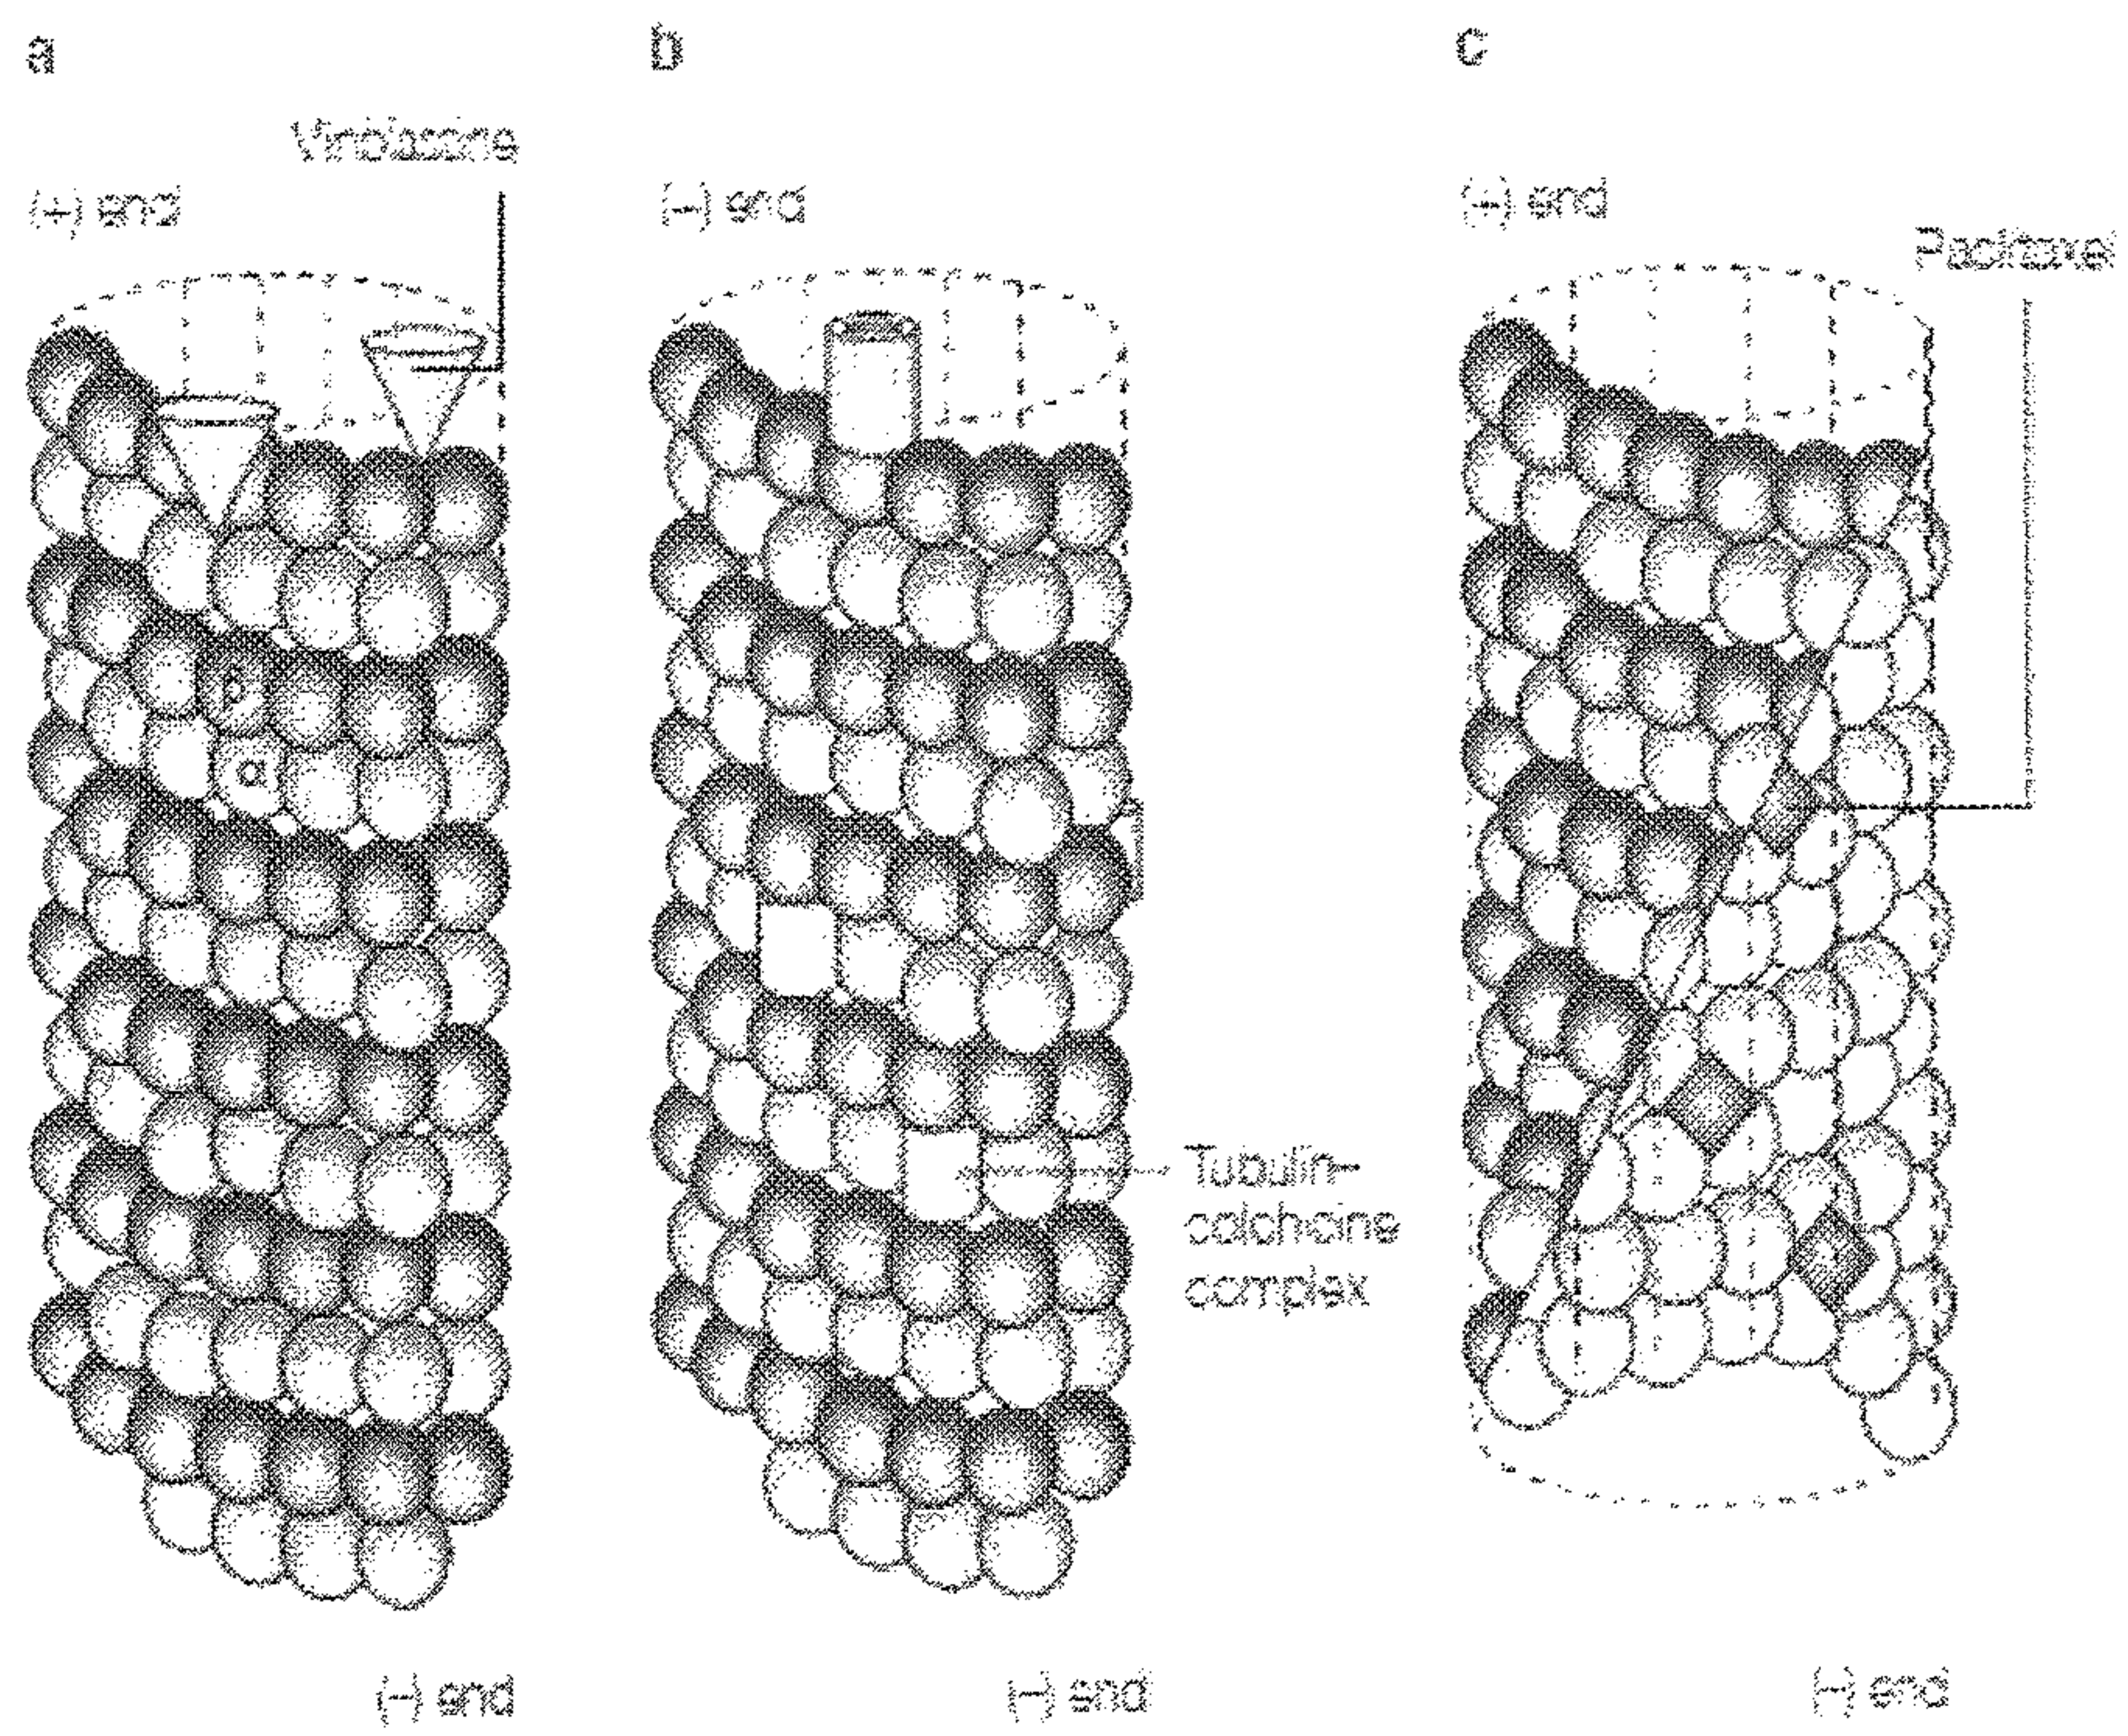 a
b
c
Vinblastine
(+) end
(–) end
(+) end
Paclitaxel
β
α
Tubulin–
colchicine
complex
(–) end
(–) end
(–) end